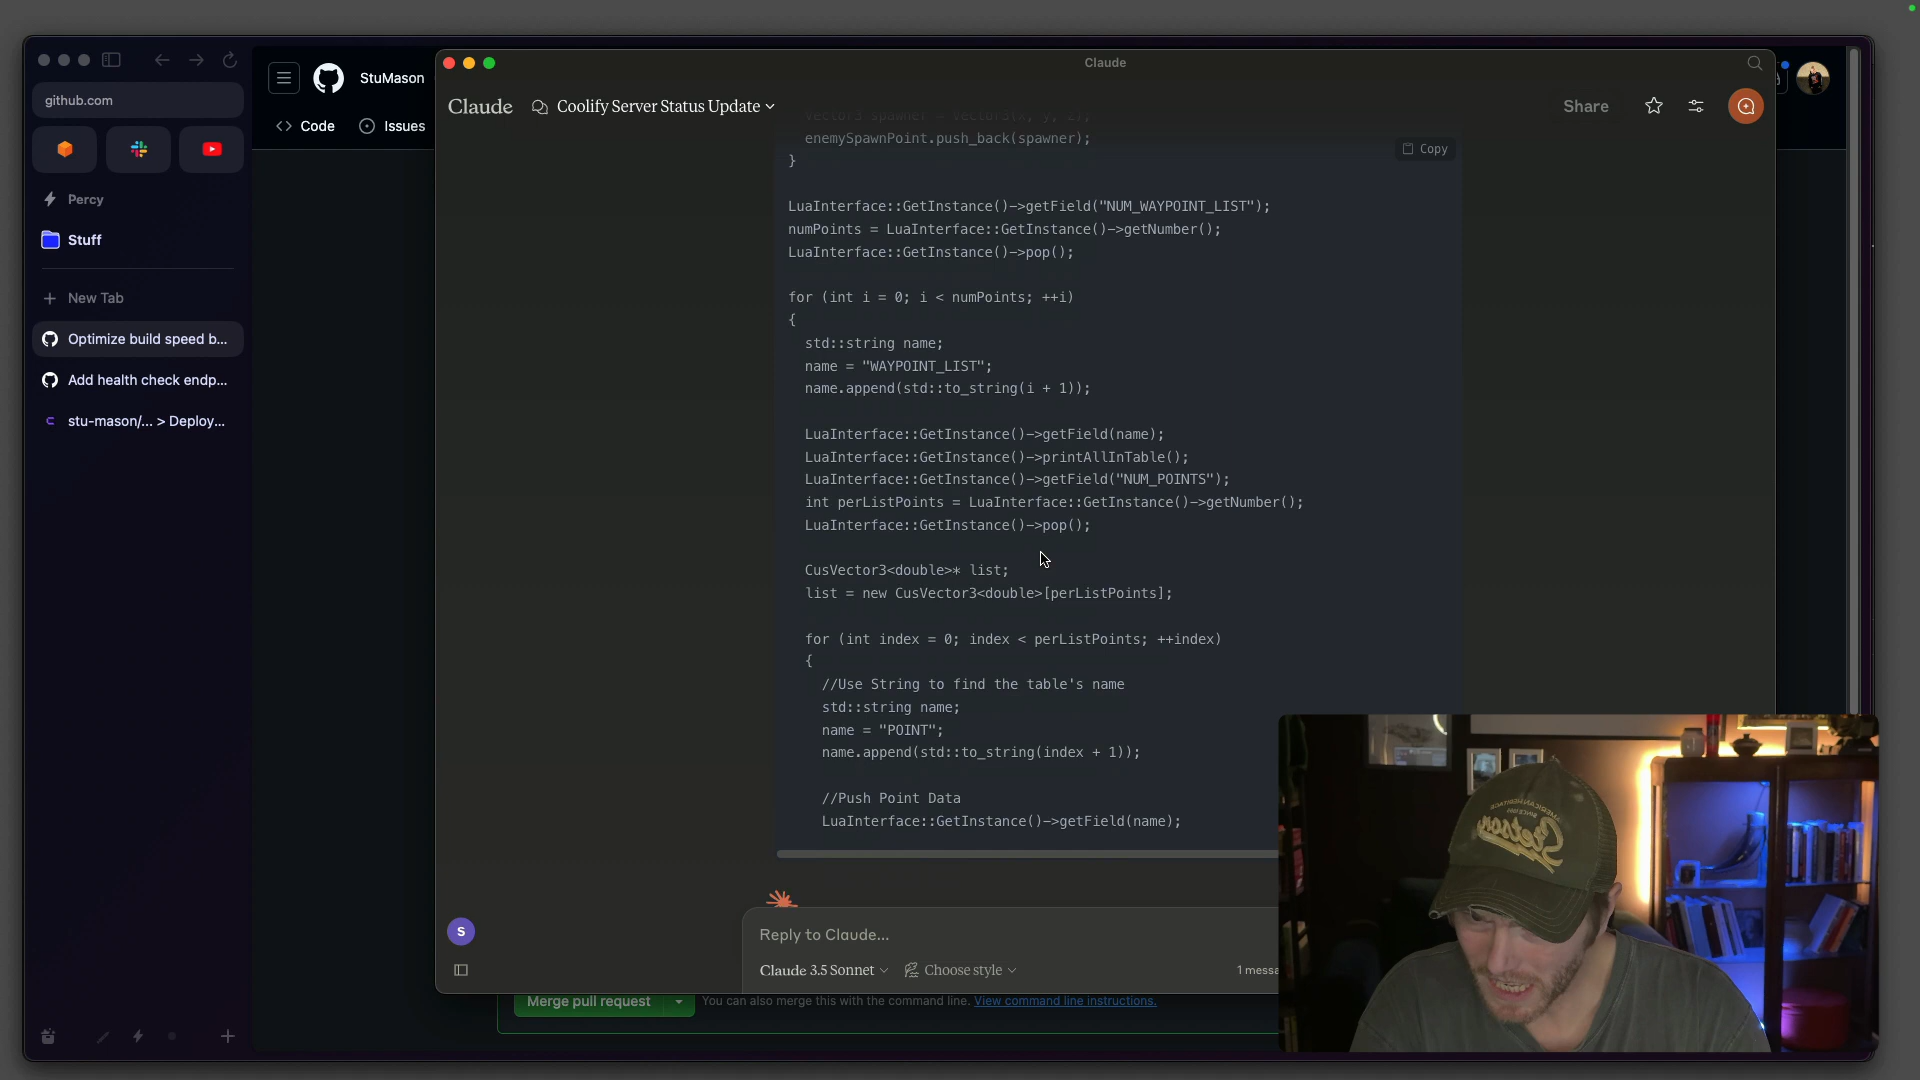 Claude
github.com
StuMason
Code
Issues
Percy
Stuff
New Tab
Optimize build speed b...
Add health check endp...
stu-mason/... > Deploy...
Claude
Coolify Server Status Update
Share
Copy
enemySpawnPoint.push_back(spawner);
}
LuaInterface::GetInstance()->getField("NUM_WAYPOINT_LIST");
numPoints = LuaInterface::GetInstance()->getNumber();
LuaInterface::GetInstance()->pop();
for (int i = 0; i < numPoints; ++i)
{
std::string name;
name = "WAYPOINT_LIST";
name.append(std::to_string(i + 1));
LuaInterface::GetInstance()->getField(name);
LuaInterface::GetInstance()->printAllInTable();
LuaInterface::GetInstance()->getField("NUM_POINTS");
int perListPoints = LuaInterface::GetInstance()->getNumber();
LuaInterface::GetInstance()->pop();
CusVector3<double>* list;
list = new CusVector3<double>[perListPoints];
for (int index = 0; index < perListPoints; ++index)
{
//Use String to find the table's name
std::string name;
name = "POINT";
name.append(std::to_string(index + 1));
//Push Point Data
LuaInterface::GetInstance()->getField(name);
S
Reply to Claude...
Claude 3.5 Sonnet
Choose style
1 messa
Merge pull request
You can also merge this with the command line. View command line instructions.
Stetson